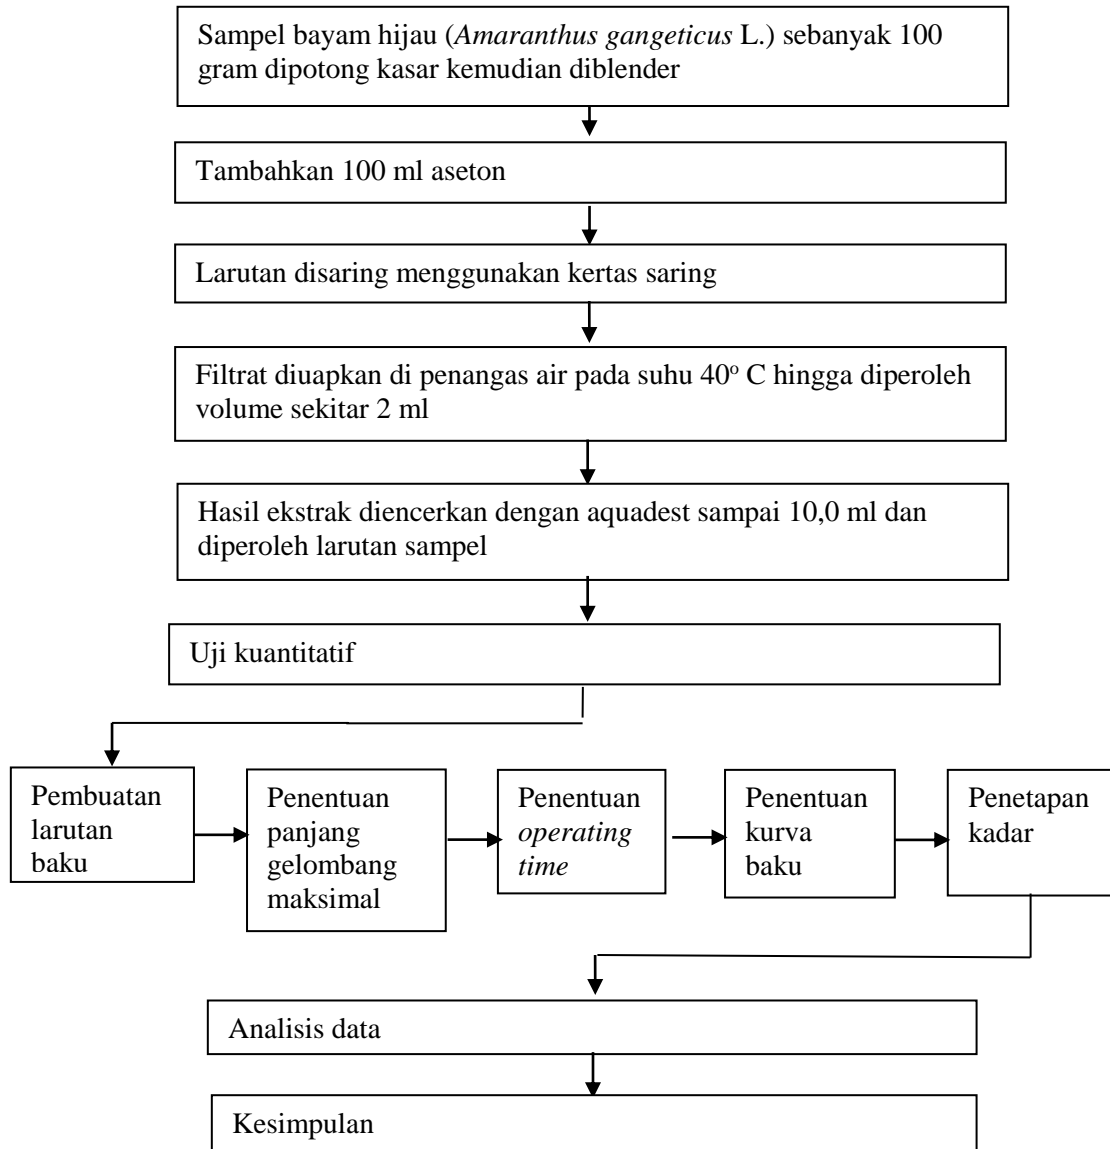 Sampel bayam hijau (Amaranthus gangeticus L.) sebanyak 100
gram dipotong kasar kemudian diblender
Tambahkan 100 ml aseton
Larutan disaring menggunakan kertas saring
Filtrat diuapkan di penangas air pada suhu 40° C hingga diperoleh
volume sekitar 2 ml
Hasil ekstrak diencerkan dengan aquadest sampai 10,0 ml dan
diperoleh larutan sampel
Uji kuantitatif
Pembuatan
larutan
baku
Penentuan
panjang
gelombang
maksimal
Penentuan
operating
time
Penentuan
kurva
baku
Penetapan
kadar
Analisis data
Kesimpulan